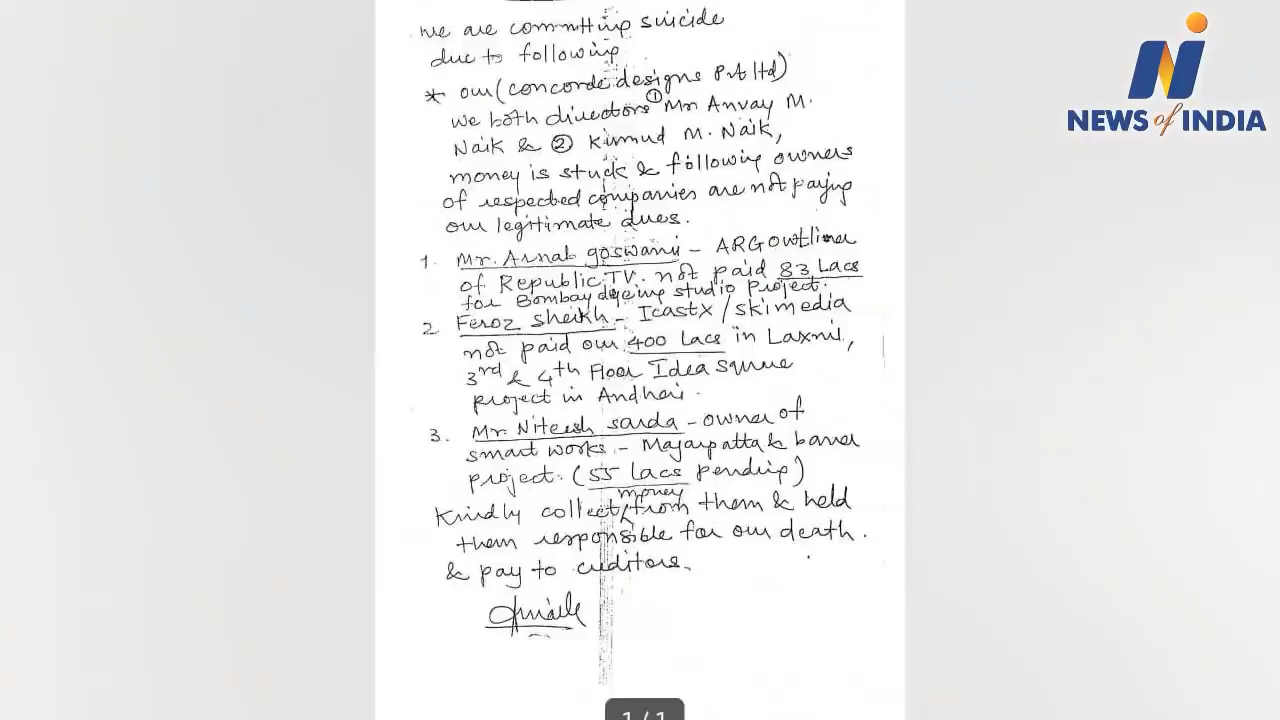 we are committing suicide
due to following
* our (concorde designs Pvt ltd)
we both directors ① Mr Anvay M.
Naik & ② Kumud M. Naik,
money is stuck & following owners
of respected companies are not paying
our legitimate dues.
1. Mr. Arnab goswami - ARG Outlier
of Republic TV. not paid 83 Lacs
for Bombay dyeing studio project.
2 Feroz Sheikh - Icastx / skimedia
not paid our 400 lacs in Laxmi,
3rd & 4th Floor Idea square
project in Andhari.
3. Mr. Niteesh sarda - owner of
smart works - Magarpatta & baner
project. (55 lacs pending)
money
Kindly collect from them & held
them responsible for our death.
& pay to creditors.
NEWS of INDIA
1 / 1